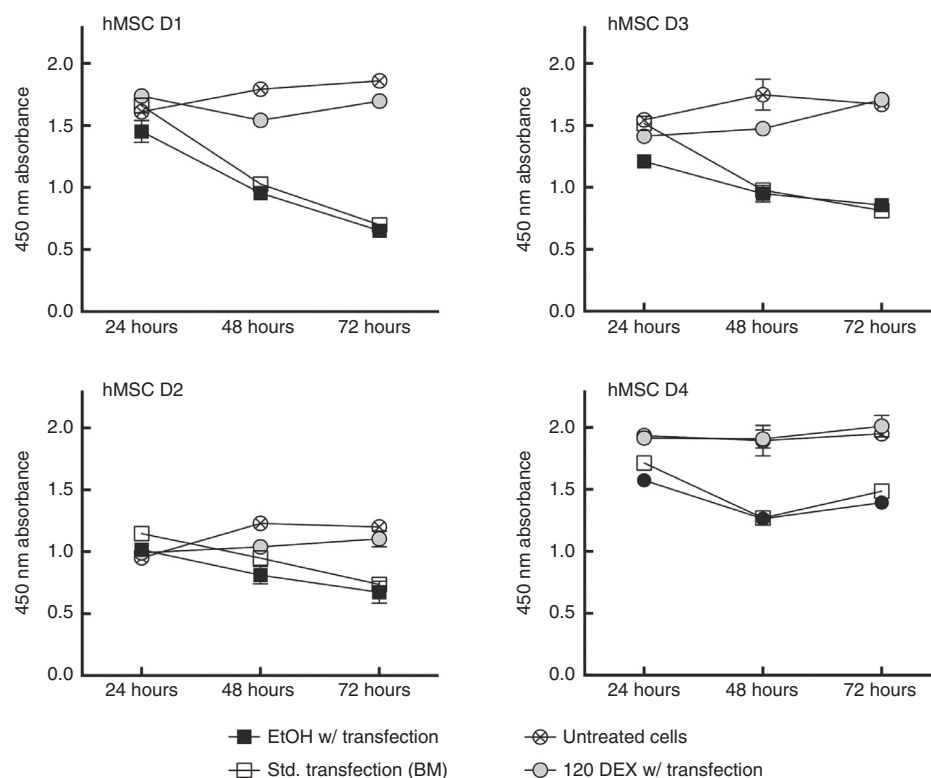 hMSC D1
2.0
1.5
1.0
0.5
0.0
450 nm absorbance
24 hours 48 hours 72 hours
hMSC D3
2.0
1.5
1.0
0.5
0.0
450 nm absorbance
24 hours 48 hours 72 hours
hMSC D2
2.0
1.5
1.0
0.5
0.0
450 nm absorbance
24 hours 48 hours 72 hours
hMSC D4
2.0
1.5
1.0
0.5
0.0
450 nm absorbance
24 hours 48 hours 72 hours
EtOH w/ transfection
Untreated cells
Std. transfection (BM)
120 DEX w/ transfection